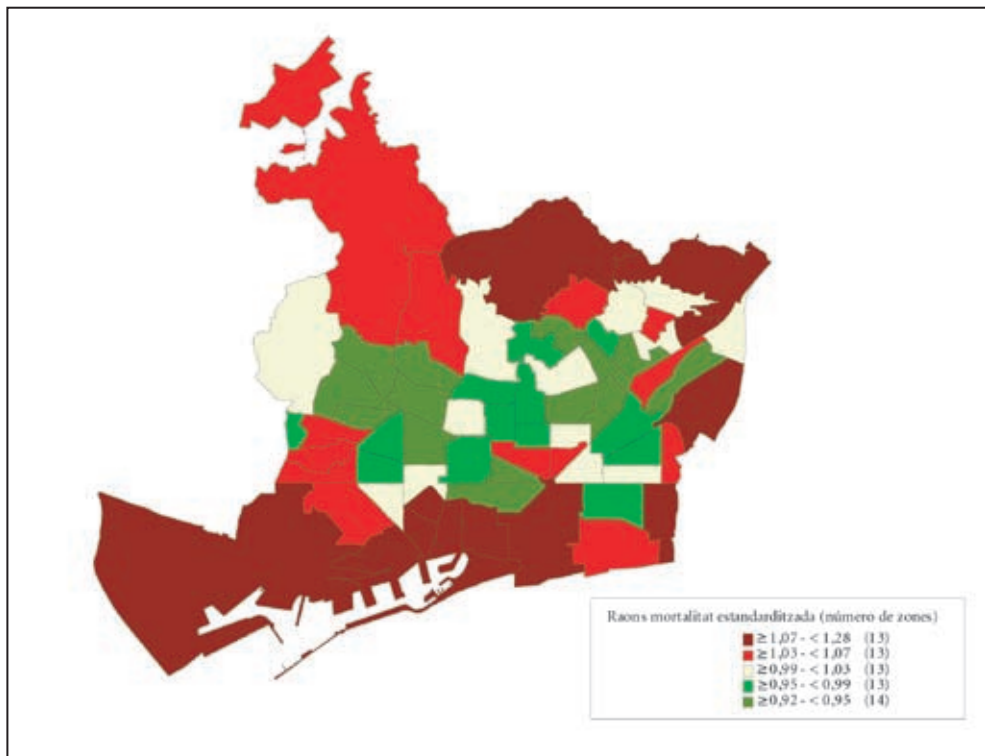 Raons mortalitat estandarditzada (número de zones)
≥1,07 - < 1,28 (13)
≥1,03 - < 1,07 (13)
≥0,99 - < 1,03 (13)
≥0,95 - < 0,99 (13)
≥0,92 - < 0,95 (14)